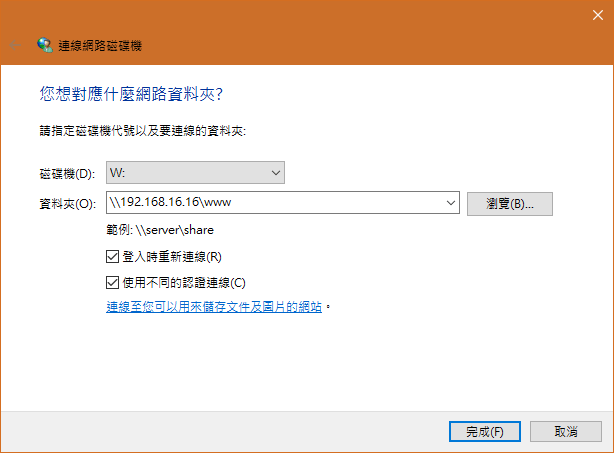 連線網路磁碟機
您想對應什麼網路資料夾?
請指定磁碟機代號以及要連線的資料夾:
磁碟機(D): W:
資料夾(O): \\192.168.16.16\www 瀏覽(B)...
範例: \\server\share
登入時重新連線(R)
使用不同的認證連線(C)
連線至您可以用來儲存文件及圖片的網站。
完成(F) 取消